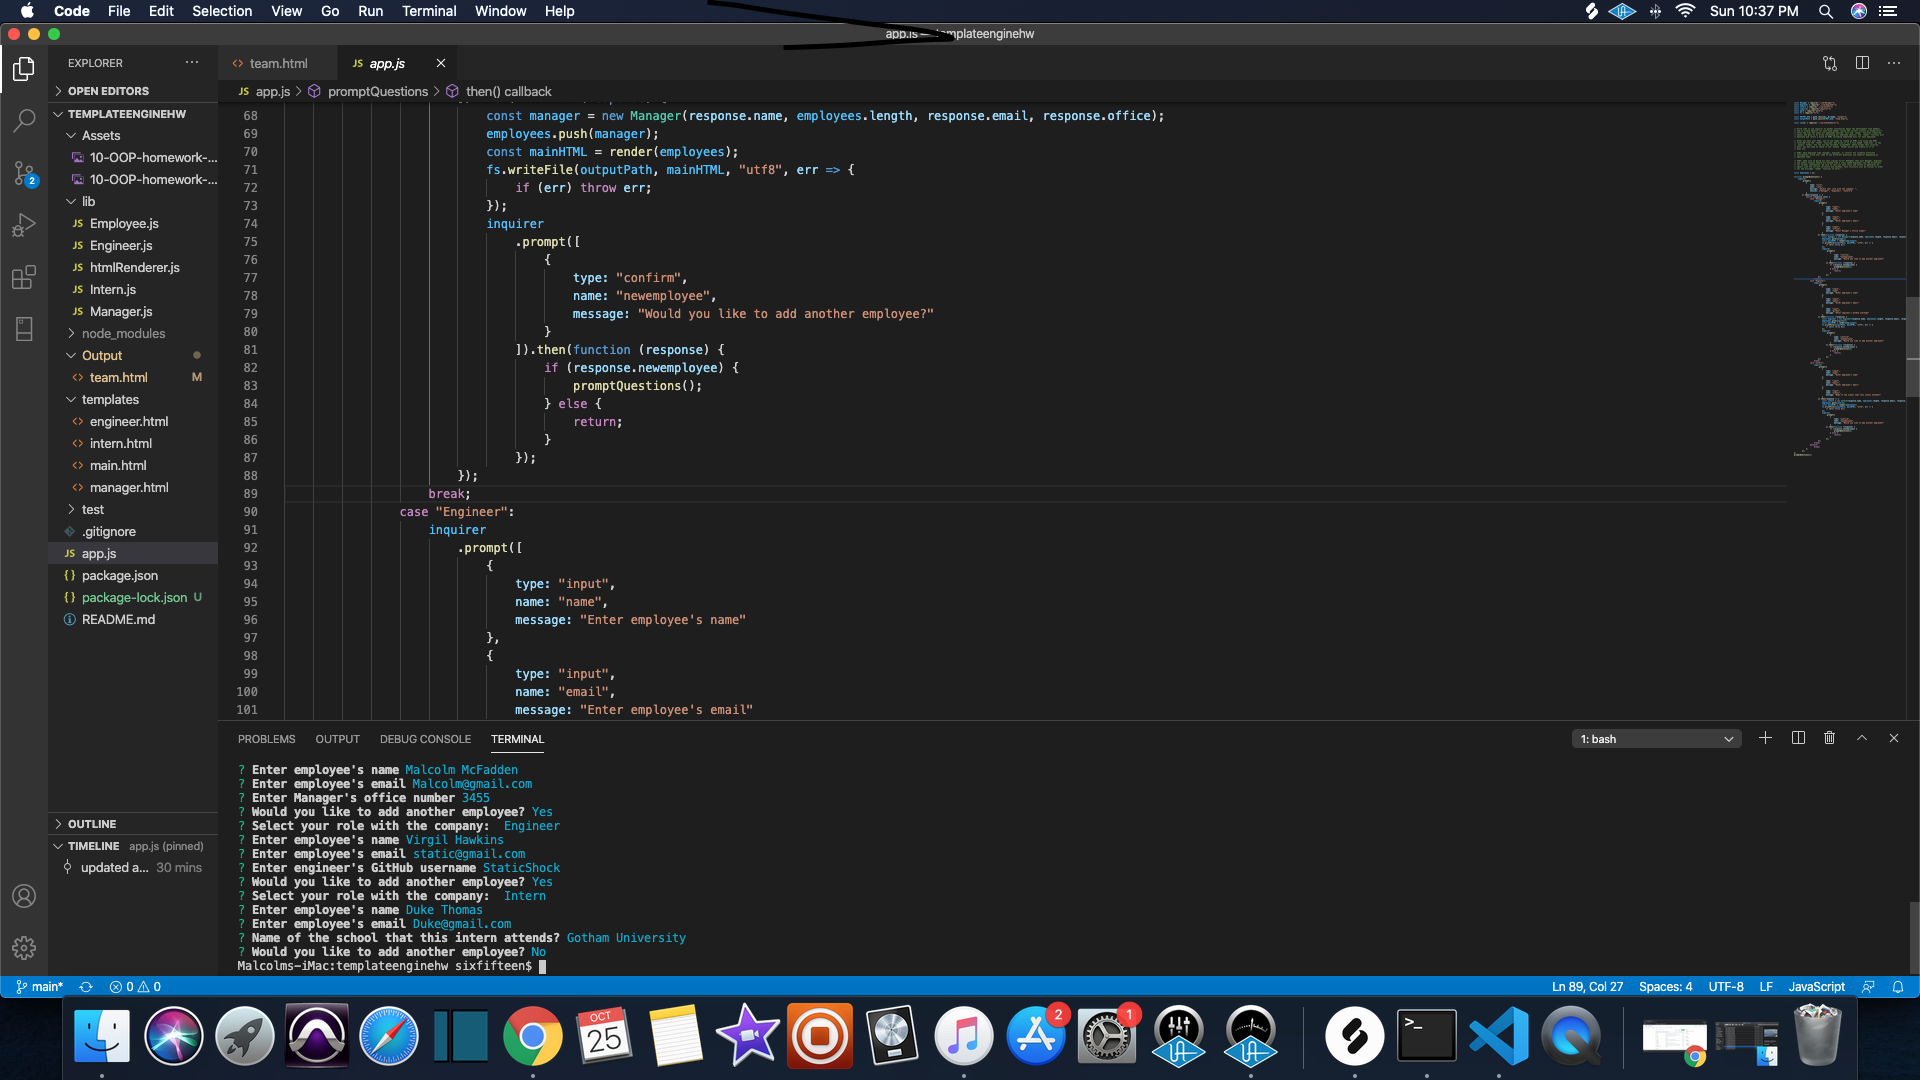 Code File Edit Selection View Go Run Terminal Window Help
Sun 10:37 PM
app.js — templateenginehw
EXPLORER
OPEN EDITORS
TEMPLATEENGINEHW
Assets
10-OOP-homework-...
10-OOP-homework-...
lib
JS Employee.js
JS Engineer.js
JS htmlRenderer.js
JS Intern.js
JS Manager.js
node_modules
Output
<> team.html M
templates
<> engineer.html
<> intern.html
<> main.html
<> manager.html
test
.gitignore
JS app.js
{} package.json
{} package-lock.json U
README.md
OUTLINE
TIMELINE app.js (pinned)
updated a... 30 mins
2
<> team.html JS app.js
JS app.js > promptQuestions > then() callback
68 const manager = new Manager(response.name, employees.length, response.email, response.office);
69 employees.push(manager);
70 const mainHTML = render(employees);
71 fs.writeFile(outputPath, mainHTML, "utf8", err => {
72 if (err) throw err;
73 });
74 inquirer
75 .prompt([
76 {
77 type: "confirm",
78 name: "newemployee",
79 message: "Would you like to add another employee?"
80 }
81 ]).then(function (response) {
82 if (response.newemployee) {
83 promptQuestions();
84 } else {
85 return;
86 }
87 });
88 });
89 break;
90 case "Engineer":
91 inquirer
92 .prompt([
93 {
94 type: "input",
95 name: "name",
96 message: "Enter employee's name"
97 },
98 {
99 type: "input",
100 name: "email",
101 message: "Enter employee's email"
PROBLEMS OUTPUT DEBUG CONSOLE TERMINAL
1: bash
? Enter employee's name Malcolm McFadden
? Enter employee's email Malcolm@gmail.com
? Enter Manager's office number 3455
? Would you like to add another employee? Yes
? Select your role with the company: Engineer
? Enter employee's name Virgil Hawkins
? Enter employee's email static@gmail.com
? Enter engineer's GitHub username StaticShock
? Would you like to add another employee? Yes
? Select your role with the company: Intern
? Enter employee's name Duke Thomas
? Enter employee's email Duke@gmail.com
? Name of the school that this intern attends? Gotham University
? Would you like to add another employee? No
Malcolms-iMac:templateenginehw sixfifteen$
main* 0 0
Ln 89, Col 27 Spaces: 4 UTF-8 LF JavaScript
OCT
25
2
1